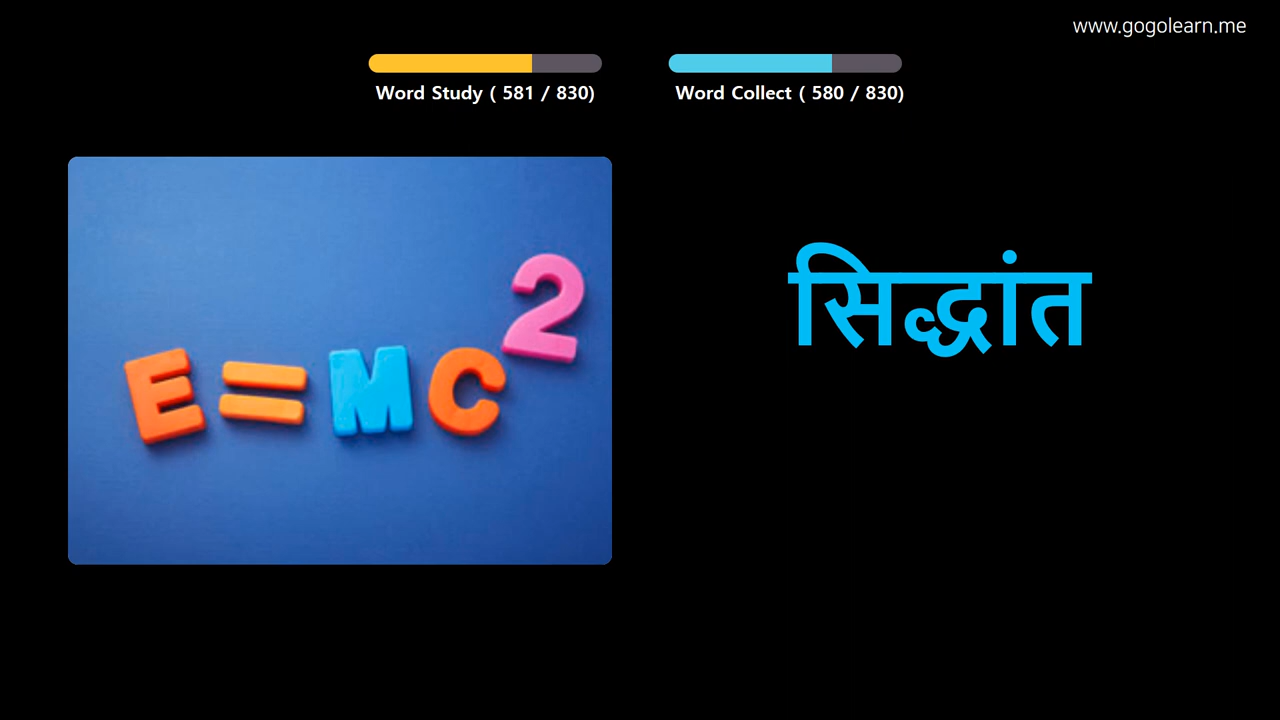 www.gogolearn.me
Word Study ( 581 / 830)
Word Collect ( 580 / 830)
E=MC²
सिद्धांत